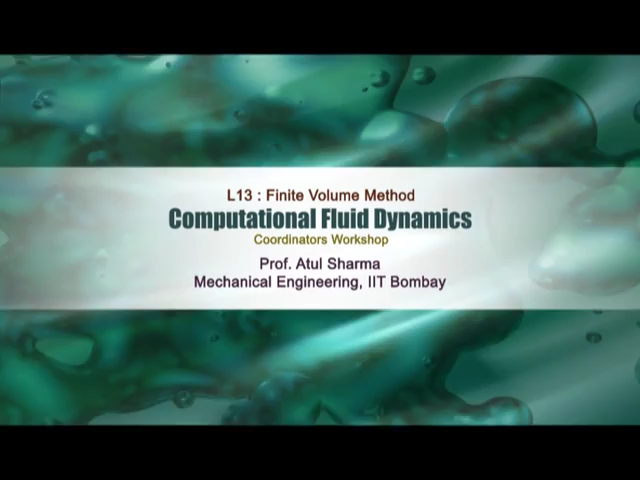 L13 : Finite Volume Method
Computational Fluid Dynamics
Coordinators Workshop
Prof. Atul Sharma
Mechanical Engineering, IIT Bombay